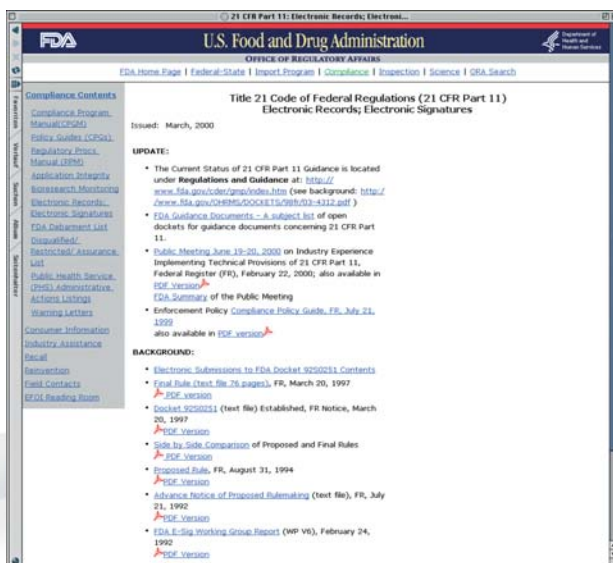 21 CFR Part 11: Electronic Records; Electroni...
FDA
U.S. Food and Drug Administration
Department of
Health and
Human Services
OFFICE OF REGULATORY AFFAIRS
FDA Home Page | Federal-State | Import Program | Compliance | Inspection | Science | ORA Search
Favoriten
Verlauf
Suchen
Album
Seitenhalter
Compliance Contents
Compliance Program
Manual(CPGM)
Policy Guides (CPGs)
Regulatory Procs
Manual (RPM)
Application Integrity
Bioresearch Monitoring
Electronic Records;
Electronic Signatures
FDA Debarment List
Disqualified/
Restricted/ Assurance
List
Public Health Service
(PHS) Administrative
Actions Listings
Warning Letters
Consumer Information
Industry Assistance
Recall
Reinvention
Field Contacts
EFOI Reading Room
Title 21 Code of Federal Regulations (21 CFR Part 11)
Electronic Records; Electronic Signatures
Issued: March, 2000
UPDATE:
• The Current Status of 21 CFR Part 11 Guidance is located
under Regulations and Guidance at: http://
www.fda.gov/cder/gmp/index.htm (see background: http:/
/www.fda.gov/OHRMS/DOCKETS/98fr/03-4312.pdf )
• FDA Guidance Documents - A subject list of open
dockets for guidance documents concerning 21 CFR Part
11.
• Public Meeting June 19-20, 2000 on Industry Experience
Implementing Technical Provisions of 21 CFR Part 11,
Federal Register (FR), February 22, 2000; also available in
PDF Version
FDA Summary of the Public Meeting
• Enforcement Policy Compliance Policy Guide, FR, July 21,
1999
also available in PDF version
BACKGROUND:
• Electronic Submissions to FDA Docket 92S0251 Contents
• Final Rule (text file 76 pages), FR, March 20, 1997
PDF version
• Docket 92S0251 (text file) Established, FR Notice, March
20, 1997
PDF Version
• Side by Side Comparison of Proposed and Final Rules
PDF Version
• Proposed Rule, FR, August 31, 1994
PDF Version
• Advance Notice of Proposed Rulemaking (text file), FR, July
21, 1992
PDF Version
• FDA E-Sig Working Group Report (WP V6), February 24,
1992
PDF Version